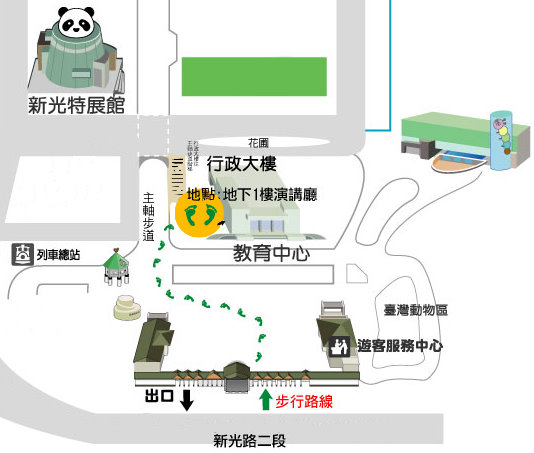 新光特展館
花圃
行政大樓
地點:地下1樓演講廳
主軸步道
教育中心
列車總站
臺灣動物區
遊客服務中心
出口
步行路線
新光路二段